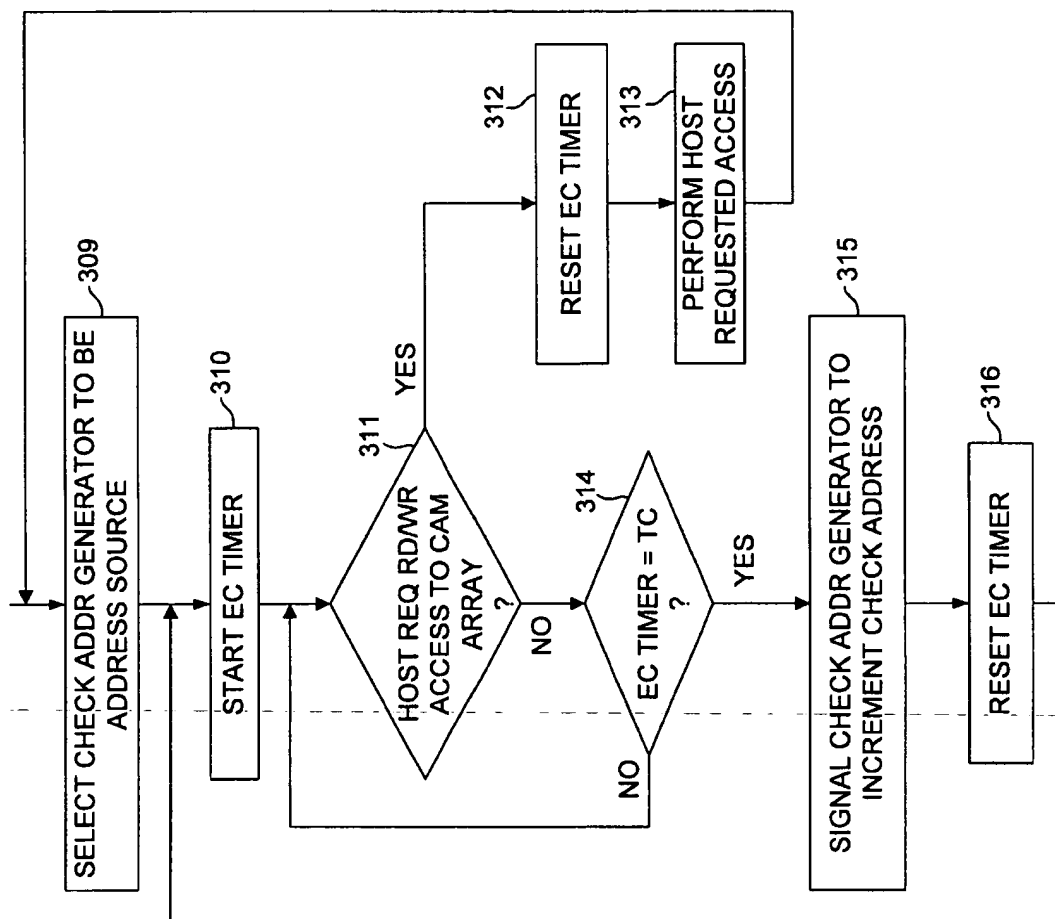 SELECT CHECK ADDR GENERATOR TO BE
ADDRESS SOURCE
309
START EC TIMER
310
HOST REQ RD/WR
ACCESS TO CAM
ARRAY
?
311
YES
NO
RESET EC TIMER
312
PERFORM HOST
REQUESTED ACCESS
313
EC TIMER = TC
?
314
NO
YES
SIGNAL CHECK ADDR GENERATOR TO
INCREMENT CHECK ADDRESS
315
RESET EC TIMER
316